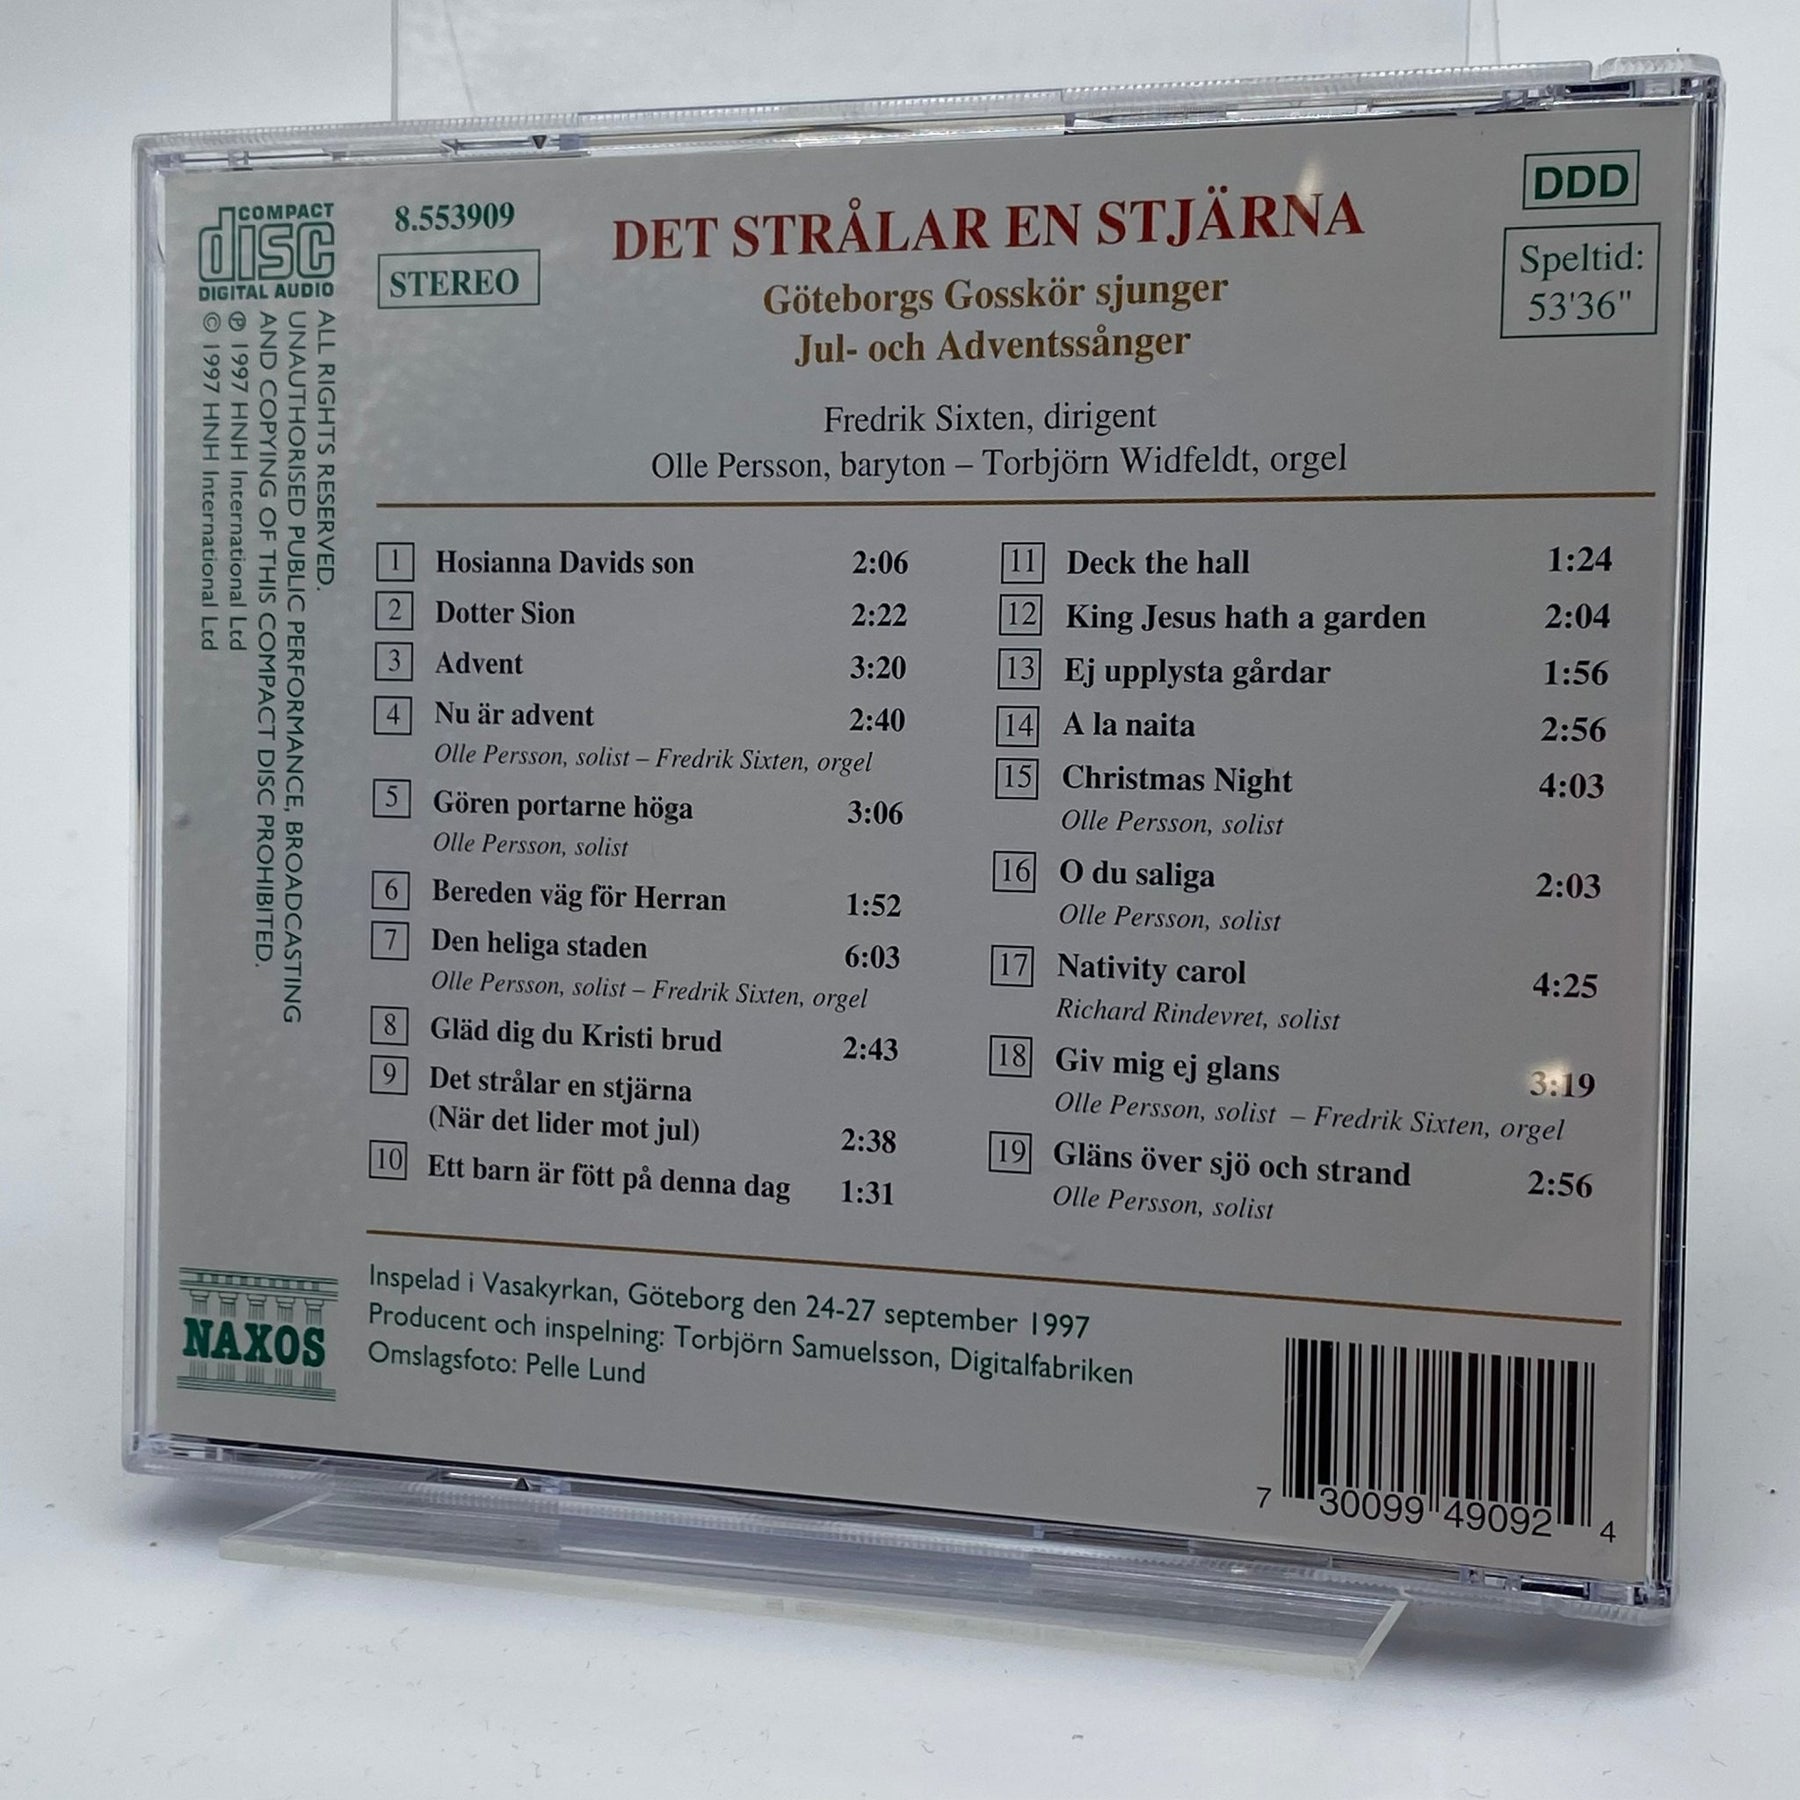 COMPACT
disc
DIGITAL AUDIO
8.553909
STEREO
DET STRÅLAR EN STJÄRNA
Göteborgs Gosskör sjunger
Jul- och Adventssånger
Fredrik Sixten, dirigent
Olle Persson, baryton – Torbjörn Widfeldt, orgel
DDD
Speltid:
53'36"
ALL RIGHTS RESERVED.
UNAUTHORISED PUBLIC PERFORMANCE, BROADCASTING
AND COPYING OF THIS COMPACT DISC PROHIBITED.
℗ 1997 HNH International Ltd
© 1997 HNH International Ltd
1 Hosianna Davids son 2:06
2 Dotter Sion 2:22
3 Advent 3:20
4 Nu är advent 2:40
Olle Persson, solist – Fredrik Sixten, orgel
5 Gören portarne höga 3:06
Olle Persson, solist
6 Bereden väg för Herran 1:52
7 Den heliga staden 6:03
Olle Persson, solist – Fredrik Sixten, orgel
8 Gläd dig du Kristi brud 2:43
9 Det strålar en stjärna
(När det lider mot jul) 2:38
10 Ett barn är fött på denna dag 1:31
11 Deck the hall 1:24
12 King Jesus hath a garden 2:04
13 Ej upplysta gårdar 1:56
14 A la naita 2:56
15 Christmas Night 4:03
Olle Persson, solist
16 O du saliga 2:03
Olle Persson, solist
17 Nativity carol 4:25
Richard Rindevret, solist
18 Giv mig ej glans 3:19
Olle Persson, solist – Fredrik Sixten, orgel
19 Gläns över sjö och strand 2:56
Olle Persson, solist
NAXOS
Inspelad i Vasakyrkan, Göteborg den 24-27 september 1997
Producent och inspelning: Torbjörn Samuelsson, Digitalfabriken
Omslagsfoto: Pelle Lund
7 30099 49092 4